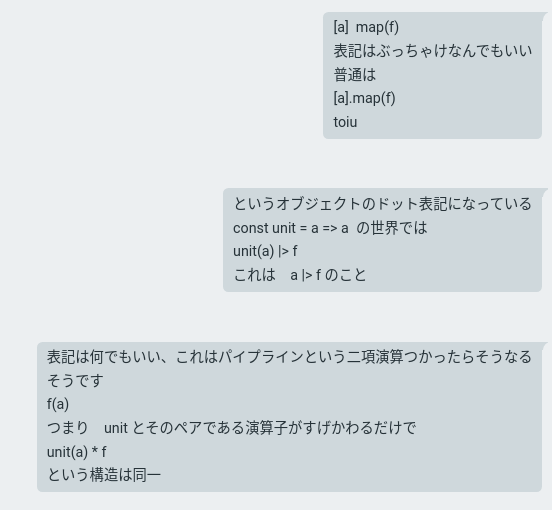 [a]  map(f)
表記はぶっちゃけなんでもいい
普通は
[a].map(f)
toiu
というオブジェクトのドット表記になっている
const unit = a => a  の世界では
unit(a) |> f
これは　a |> f のこと
表記は何でもいい、これはパイプラインという二項演算つかったらそうなる
そうです
f(a)
つまり　unit とそのペアである演算子がすげかわるだけで
unit(a) * f
という構造は同一